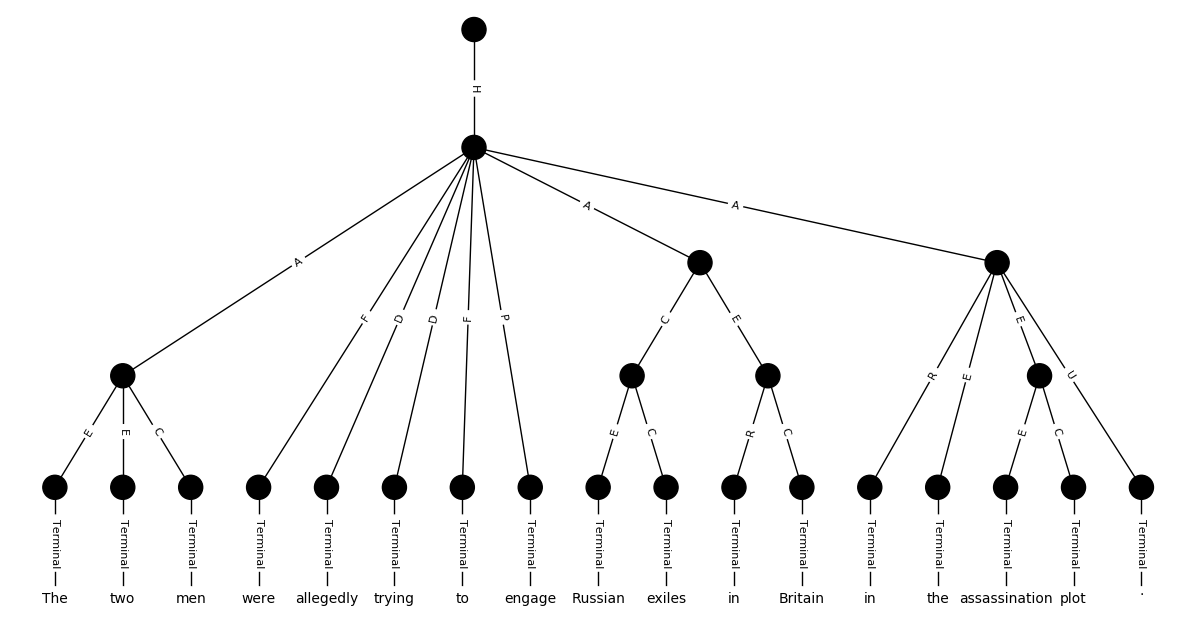 H
A
A
A
F
D
D
F
P
C
E
R
E
E
U
E
E
C
E
C
R
C
E
C
Terminal Terminal Terminal Terminal Terminal Terminal Terminal Terminal Terminal Terminal Terminal Terminal Terminal Terminal Terminal Terminal Terminal
The two men were allegedly trying to engage Russian exiles in Britain in the assassination plot .